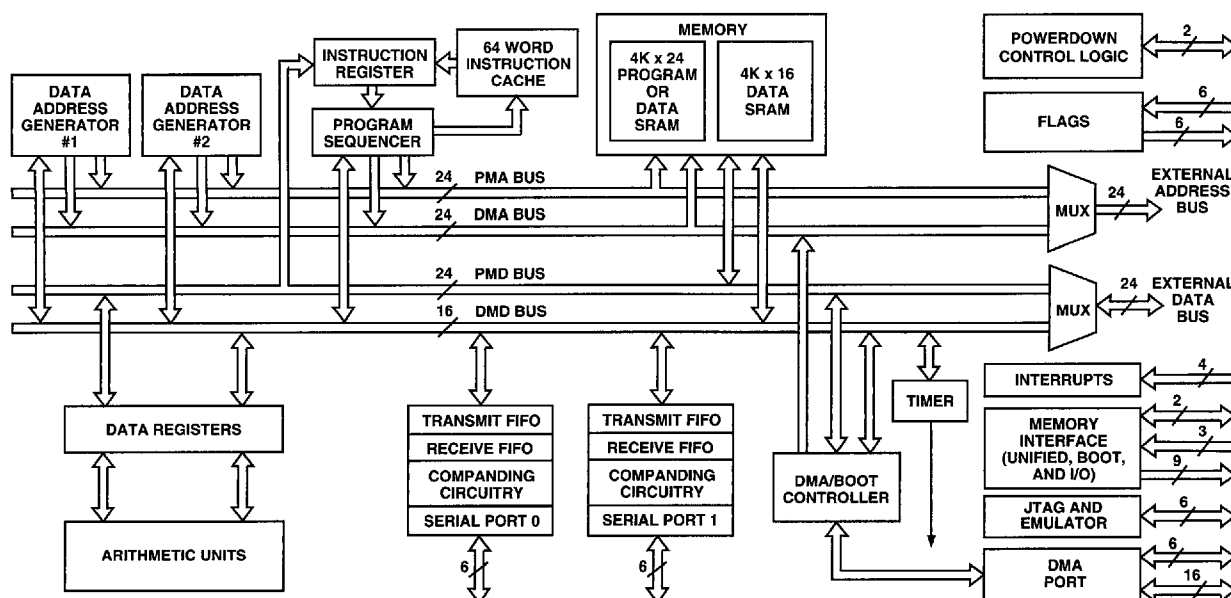 DATA
ADDRESS
GENERATOR
#1
DATA
ADDRESS
GENERATOR
#2
INSTRUCTION
REGISTER
64 WORD
INSTRUCTION
CACHE
PROGRAM
SEQUENCER
MEMORY
4K x 24
PROGRAM
OR
DATA
SRAM
4K x 16
DATA
SRAM
POWERDOWN
CONTROL LOGIC
2
FLAGS
6
6
24 PMA BUS
24 DMA BUS
MUX
24
EXTERNAL
ADDRESS
BUS
24 PMD BUS
16 DMD BUS
MUX
24
EXTERNAL
DATA
BUS
DATA REGISTERS
ARITHMETIC UNITS
TRANSMIT FIFO
RECEIVE FIFO
COMPANDING
CIRCUITRY
SERIAL PORT 0
6
TRANSMIT FIFO
RECEIVE FIFO
COMPANDING
CIRCUITRY
SERIAL PORT 1
6
DMA/BOOT
CONTROLLER
TIMER
INTERRUPTS
4
MEMORY
INTERFACE
(UNIFIED, BOOT,
AND I/O)
2
3
9
JTAG AND
EMULATOR
6
DMA
PORT
6
16